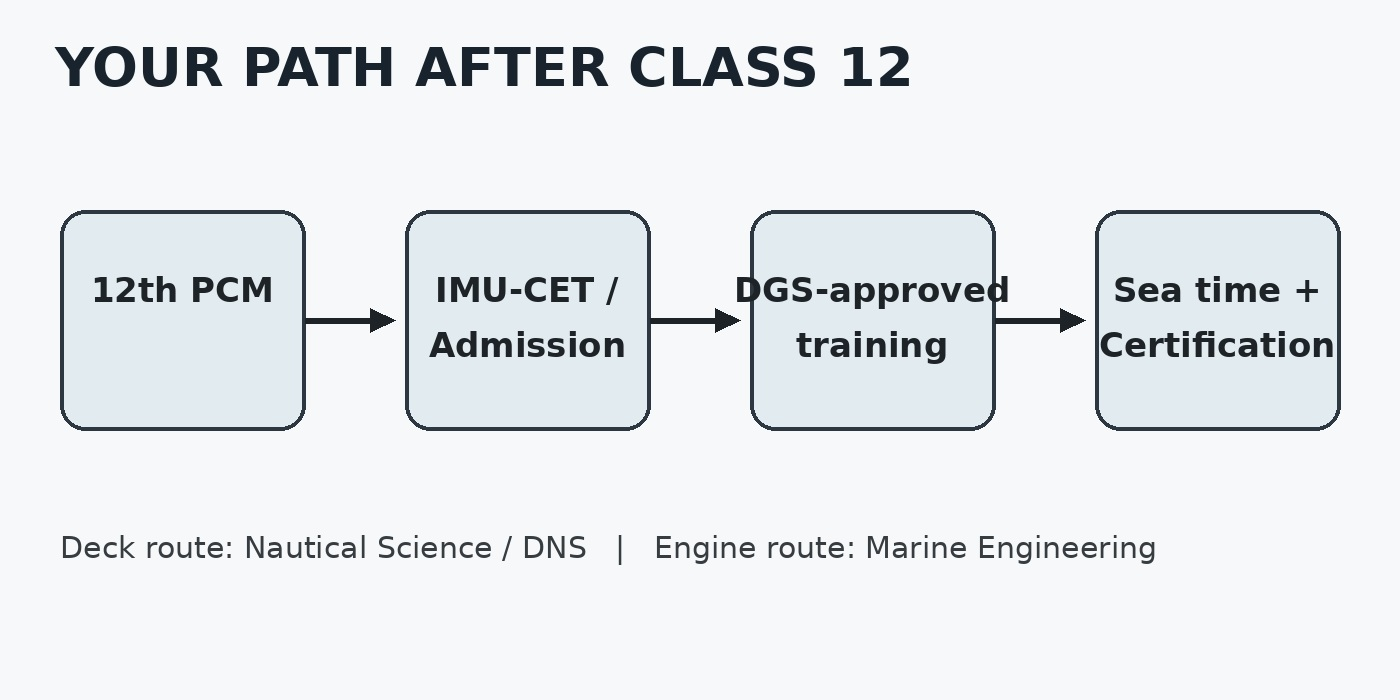 YOUR PATH AFTER CLASS 12
12th PCM
IMU-CET /
Admission
DGS-approved
training
Sea time +
Certification
Deck route: Nautical Science / DNS | Engine route: Marine Engineering